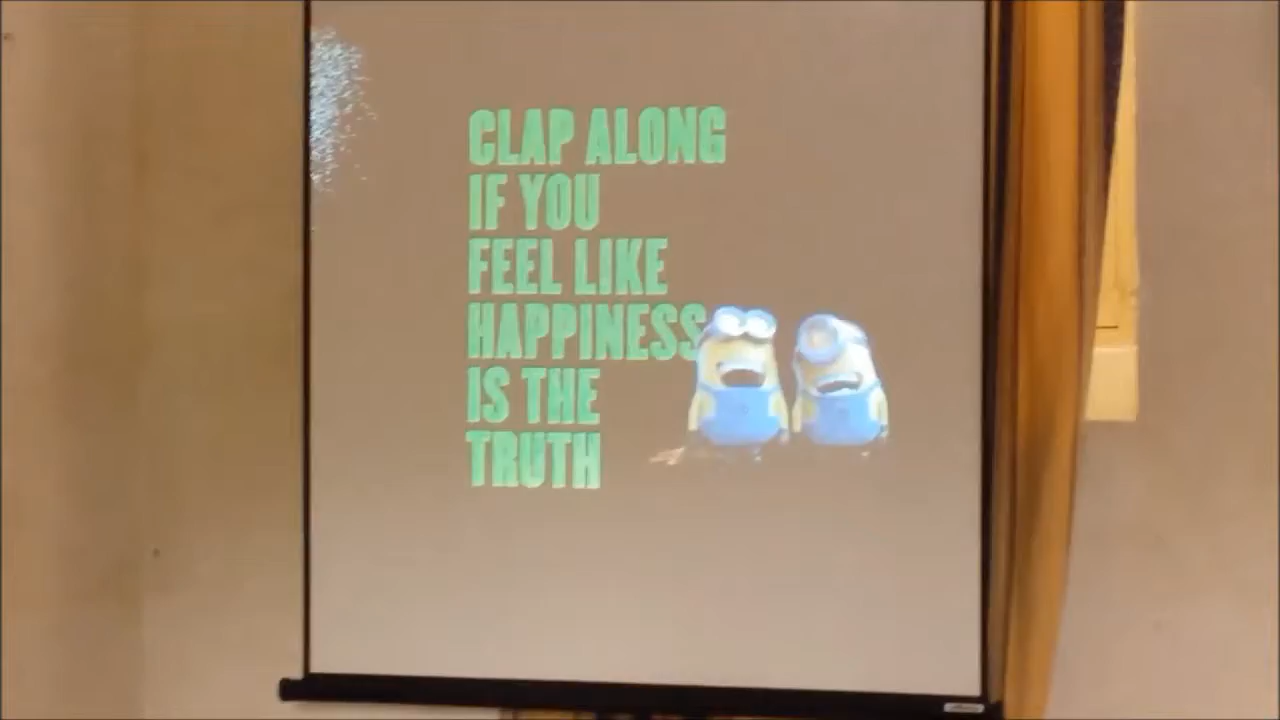 CLAP ALONG
IF YOU
FEEL LIKE
HAPPINESS
IS THE
TRUTH